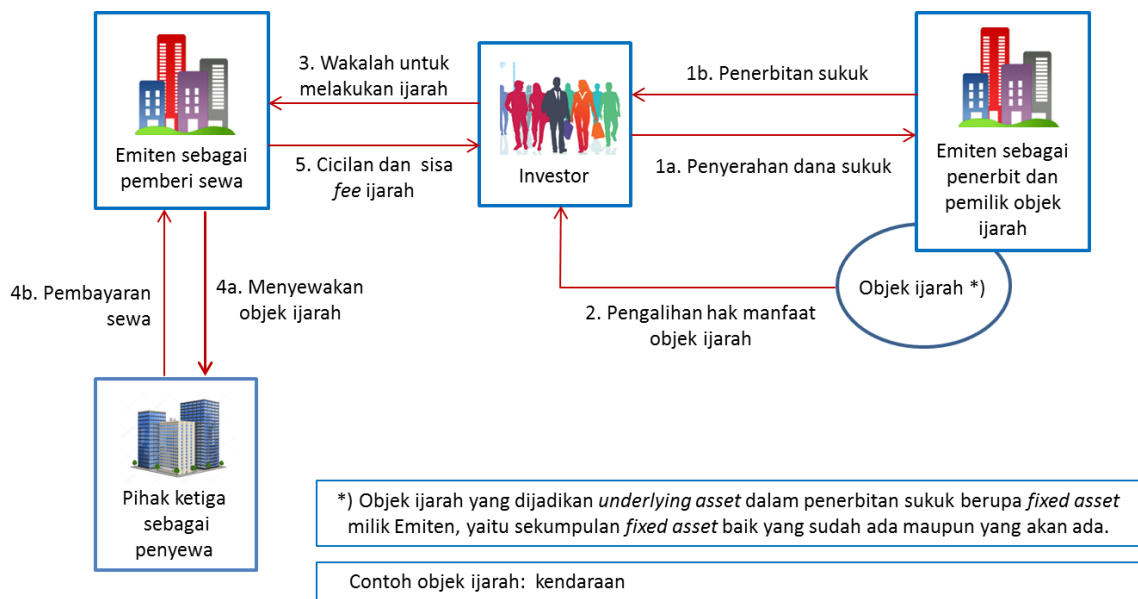 3. Wakalah untuk
melakukan ijarah
1b. Penerbitan sukuk
Emiten sebagai
pemberi sewa
5. Cicilan dan sisa
fee ijarah
Investor
1a. Penyerahan dana sukuk
Emiten sebagai
penerbit dan
pemilik objek
ijarah
4b. Pembayaran
sewa
4a. Menyewakan
objek ijarah
2. Pengalihan hak manfaat
objek ijarah
Objek ijarah *)
Pihak ketiga
sebagai
penyewa
*) Objek ijarah yang dijadikan underlying asset dalam penerbitan sukuk berupa fixed asset
milik Emiten, yaitu sekumpulan fixed asset baik yang sudah ada maupun yang akan ada.
Contoh objek ijarah: kendaraan